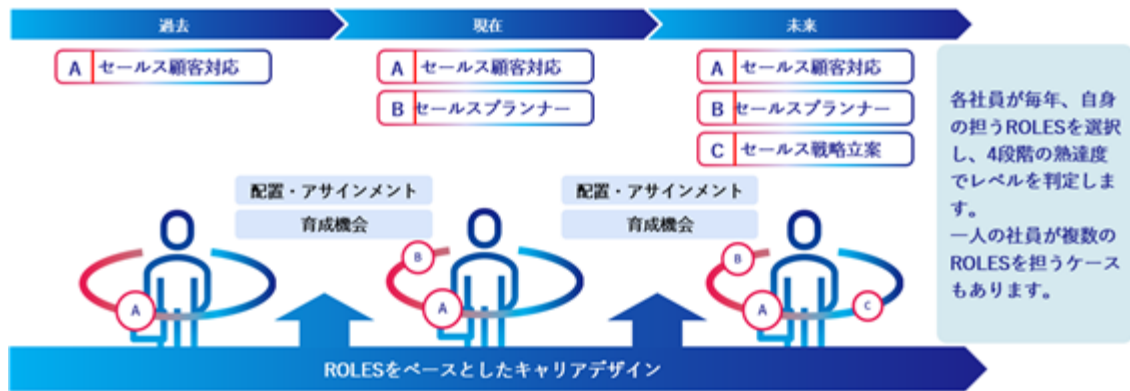 過去
現在
未来
A セールス顧客対応
A セールス顧客対応
B セールスプランナー
A セールス顧客対応
B セールスプランナー
C セールス戦略立案
配置・アサインメント
育成機会
配置・アサインメント
育成機会
A
B
A
B
A
C
各社員が毎年、自身
の担うROLESを選択
し、4段階の熟達度
でレベルを判定しま
す。
一人の社員が複数の
ROLESを担うケース
もあります。
ROLESをベースとしたキャリアデザイン